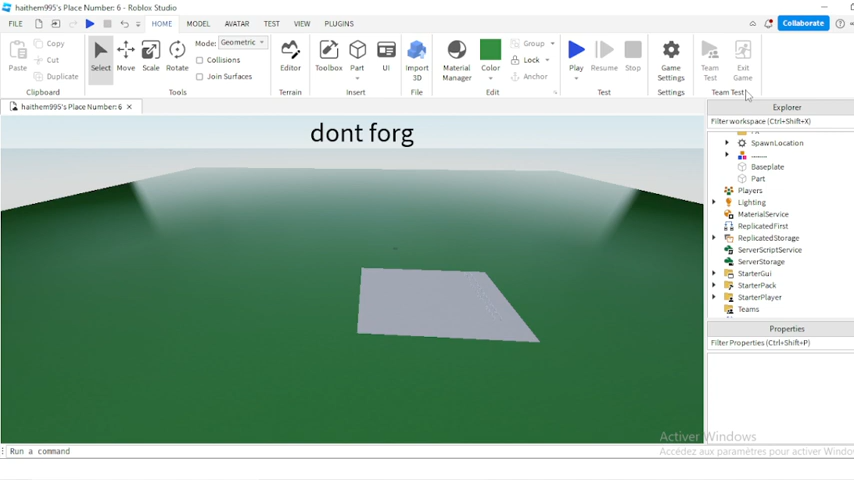 haithem995's Place Number: 6 - Roblox Studio
FILE HOME MODEL AVATAR TEST VIEW PLUGINS Collaborate
Paste Copy Cut Duplicate Clipboard
Select Move Scale Rotate Mode: Geometric Collisions Join Surfaces Tools
Editor Terrain
Toolbox Part UI Insert
Import 3D File
Material Manager Color Group Lock Anchor Edit
Play Resume Stop Test
Game Settings Settings
Team Test Exit Game Team Test
haithem995's Place Number: 6
dont forg
Explorer
Filter workspace (Ctrl+Shift+X)
SpawnLocation
Baseplate
Part
Players
Lighting
MaterialService
ReplicatedFirst
ReplicatedStorage
ServerScriptService
ServerStorage
StarterGui
StarterPack
StarterPlayer
Teams
Properties
Filter Properties (Ctrl+Shift+P)
Activer Windows
Accédez aux paramètres pour activer Windo
Run a command